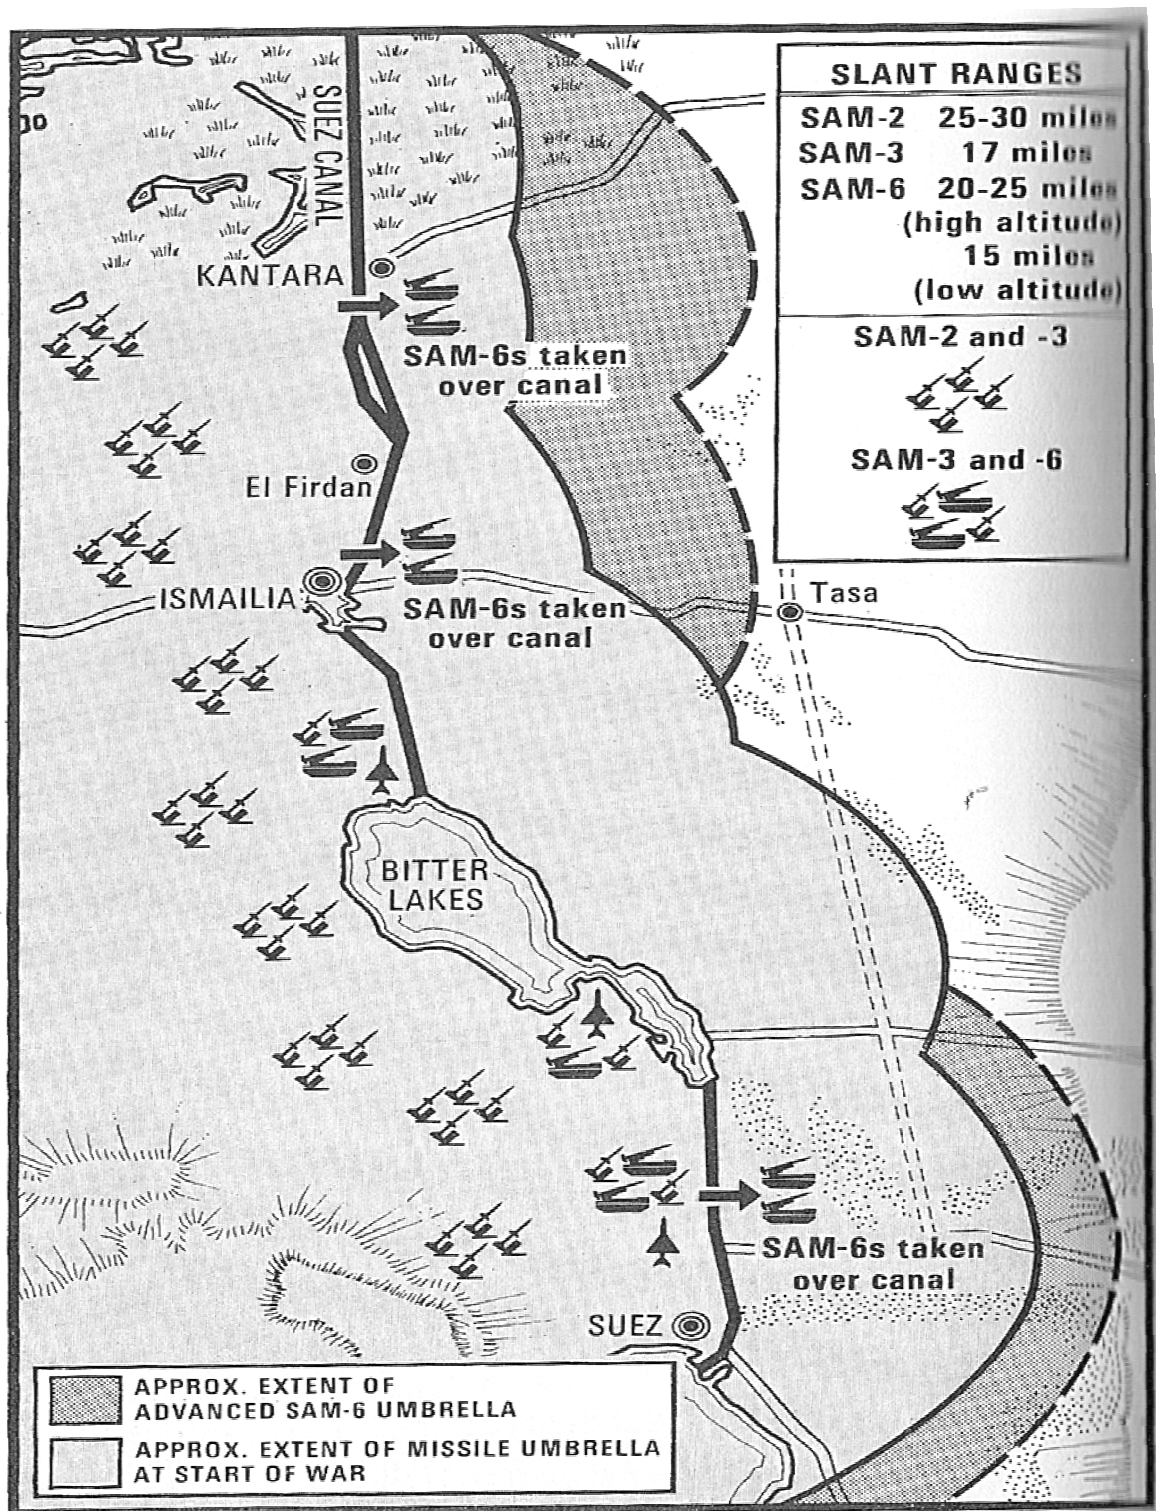 SLANT RANGES
SAM-2 25-30 miles
SAM-3 17 miles
SAM-6 20-25 miles
(high altitude)
15 miles
(low altitude)
SAM-2 and -3
SAM-3 and -6
SUEZ CANAL
KANTARA
SAM-6s taken
over canal
El Firdan
ISMAILIA
SAM-6s taken
over canal
Tasa
BITTER
LAKES
SAM-6s taken
over canal
SUEZ
APPROX. EXTENT OF
ADVANCED SAM-6 UMBRELLA
APPROX. EXTENT OF MISSILE UMBRELLA
AT START OF WAR